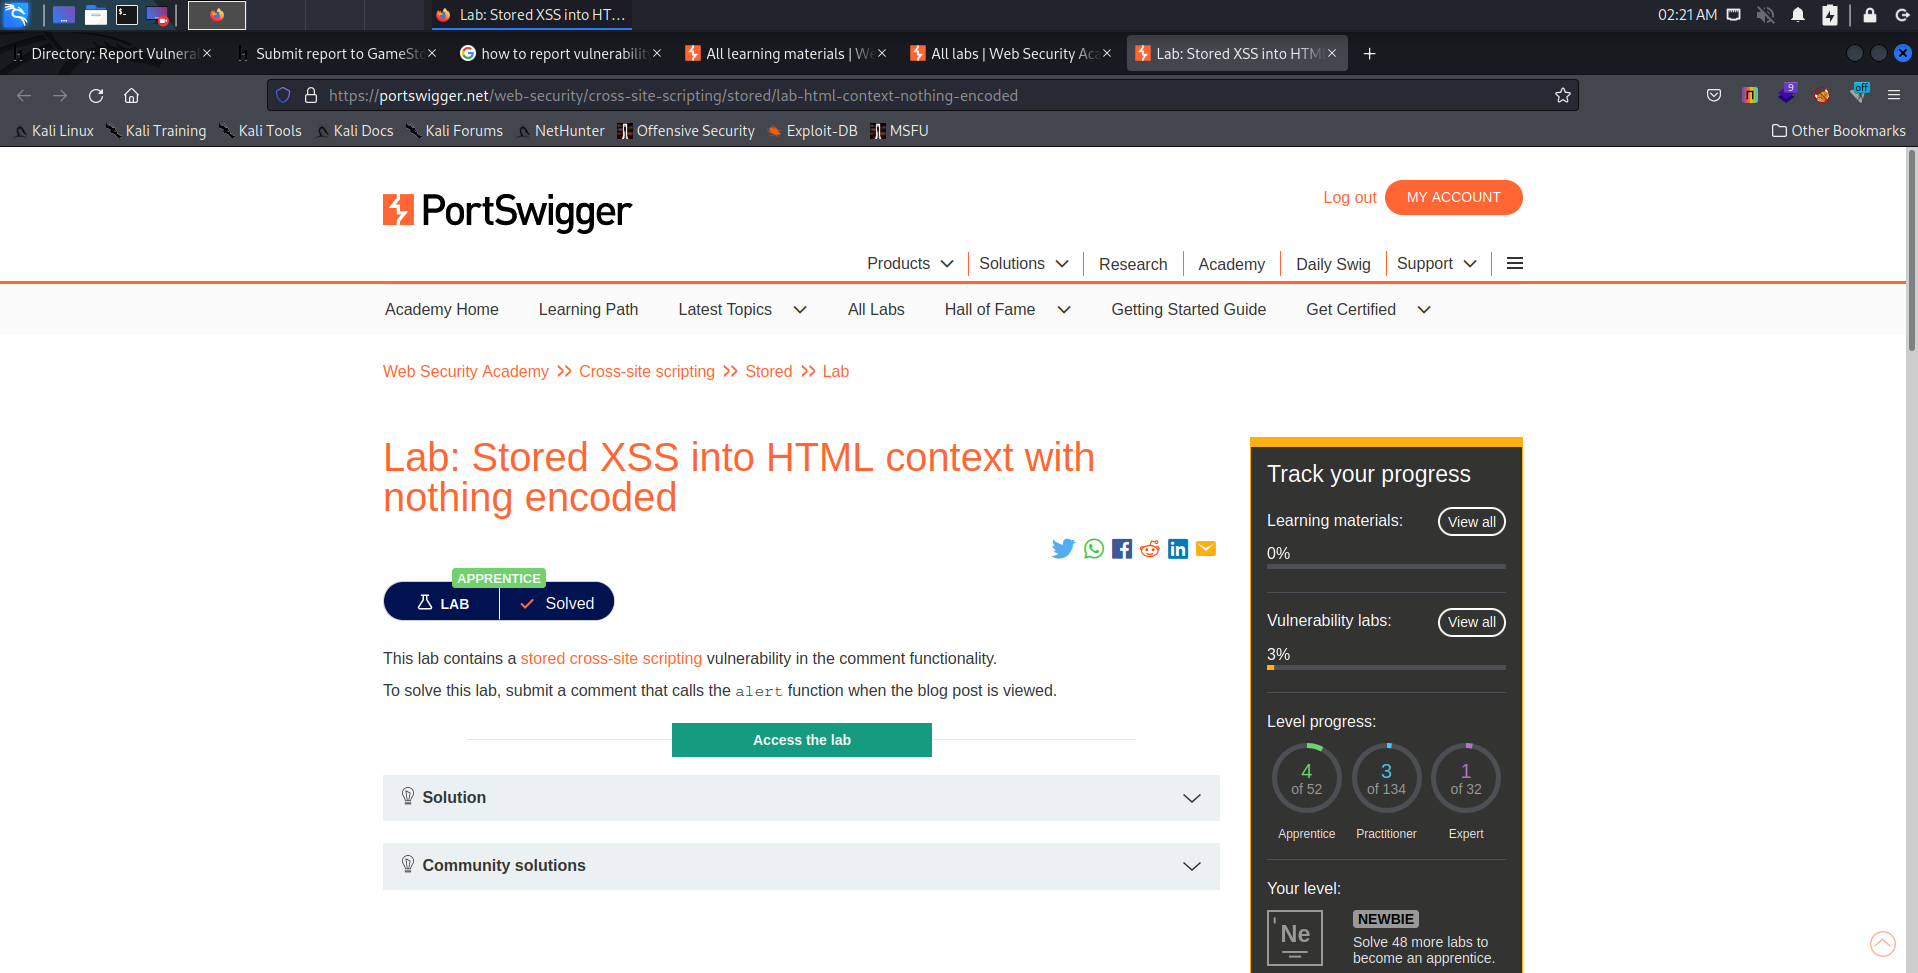 Lab: Stored XSS into HT...
02:21 AM
Directory: Report Vulnera
Submit report to GameSto
how to report vulnerability
All learning materials | We
All labs | Web Security Aca
Lab: Stored XSS into HTM
https://portswigger.net/web-security/cross-site-scripting/stored/lab-html-context-nothing-encoded
9
off
Kali Linux
Kali Training
Kali Tools
Kali Docs
Kali Forums
NetHunter
Offensive Security
Exploit-DB
MSFU
Other Bookmarks
PortSwigger
Log out
MY ACCOUNT
Products
Solutions
Research
Academy
Daily Swig
Support
Academy Home
Learning Path
Latest Topics
All Labs
Hall of Fame
Getting Started Guide
Get Certified
Web Security Academy >> Cross-site scripting >> Stored >> Lab
Lab: Stored XSS into HTML context with
nothing encoded
APPRENTICE
LAB
Solved
This lab contains a stored cross-site scripting vulnerability in the comment functionality.
To solve this lab, submit a comment that calls the alert function when the blog post is viewed.
Access the lab
Solution
Community solutions
Track your progress
Learning materials:
View all
0%
Vulnerability labs:
View all
3%
Level progress:
4
of 52
3
of 134
1
of 32
Apprentice
Practitioner
Expert
Your level:
Ne
NEWBIE
Solve 48 more labs to
become an apprentice.